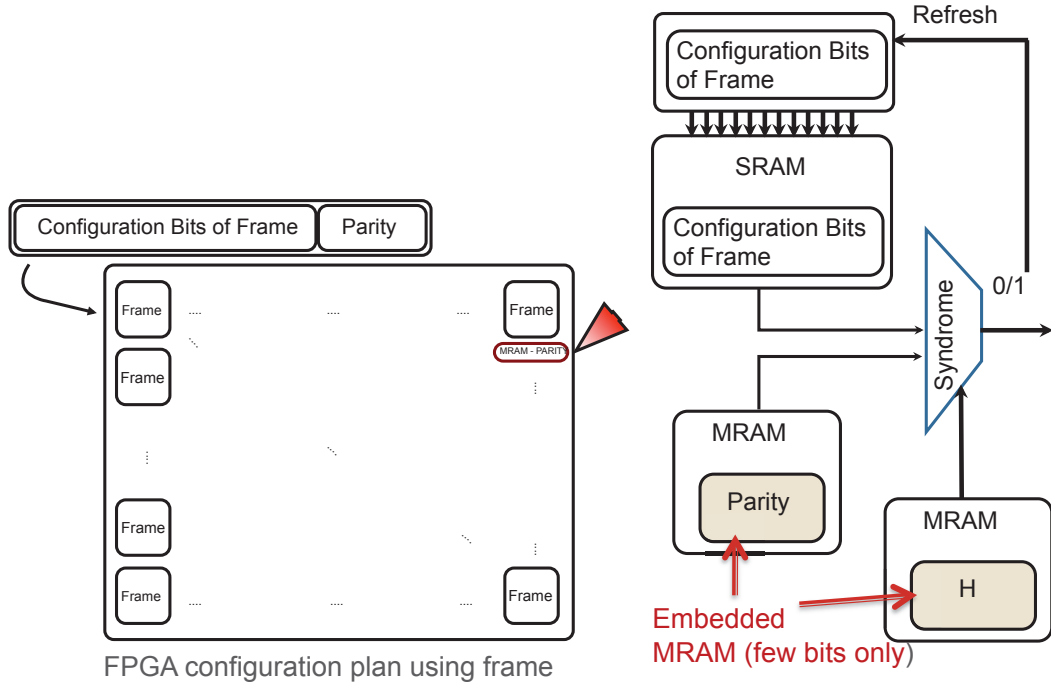 Refresh
Configuration Bits
of Frame
SRAM
Configuration Bits
of Frame
Configuration Bits of Frame
Parity
Frame
....
....
....
Frame
MRAM - PARITY
Frame
Frame
Frame
....
....
....
Frame
FPGA configuration plan using frame
Syndrome
0/1
MRAM
Parity
MRAM
H
Embedded
MRAM (few bits only)